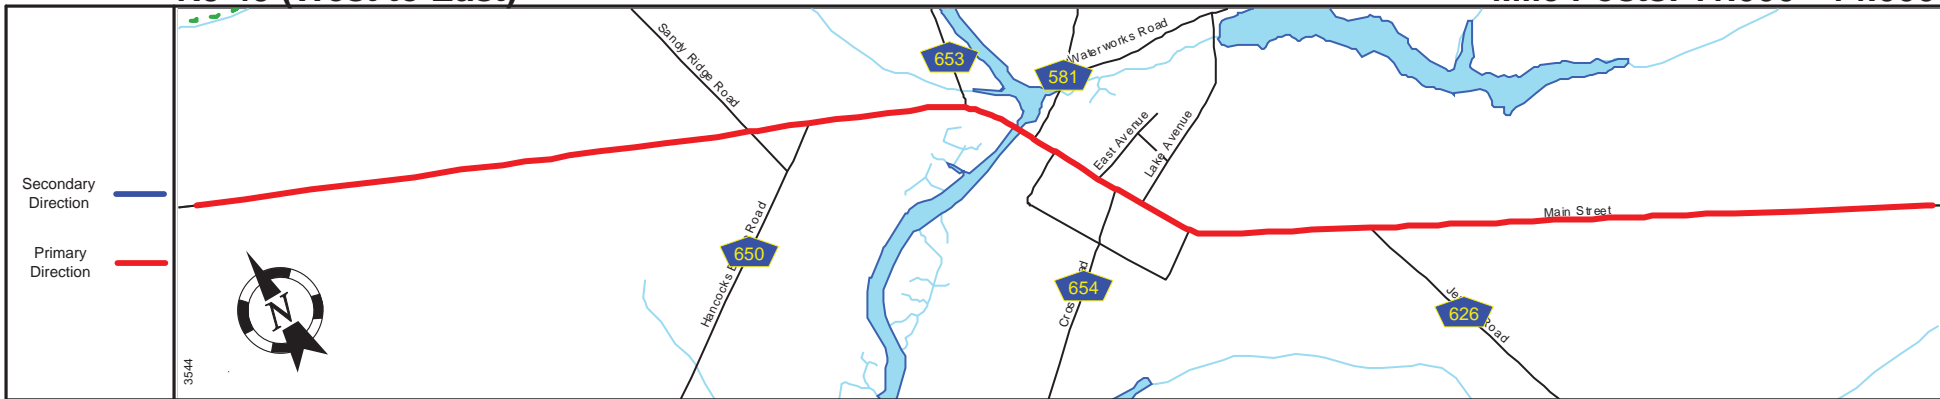 Secondary
Direction
Primary
Direction
3544
N
Sandy Ridge Road
653
581
Waterworks Road
East Avenue
Lake Avenue
650
Hancocks
Road
654
Main Street
626
Road